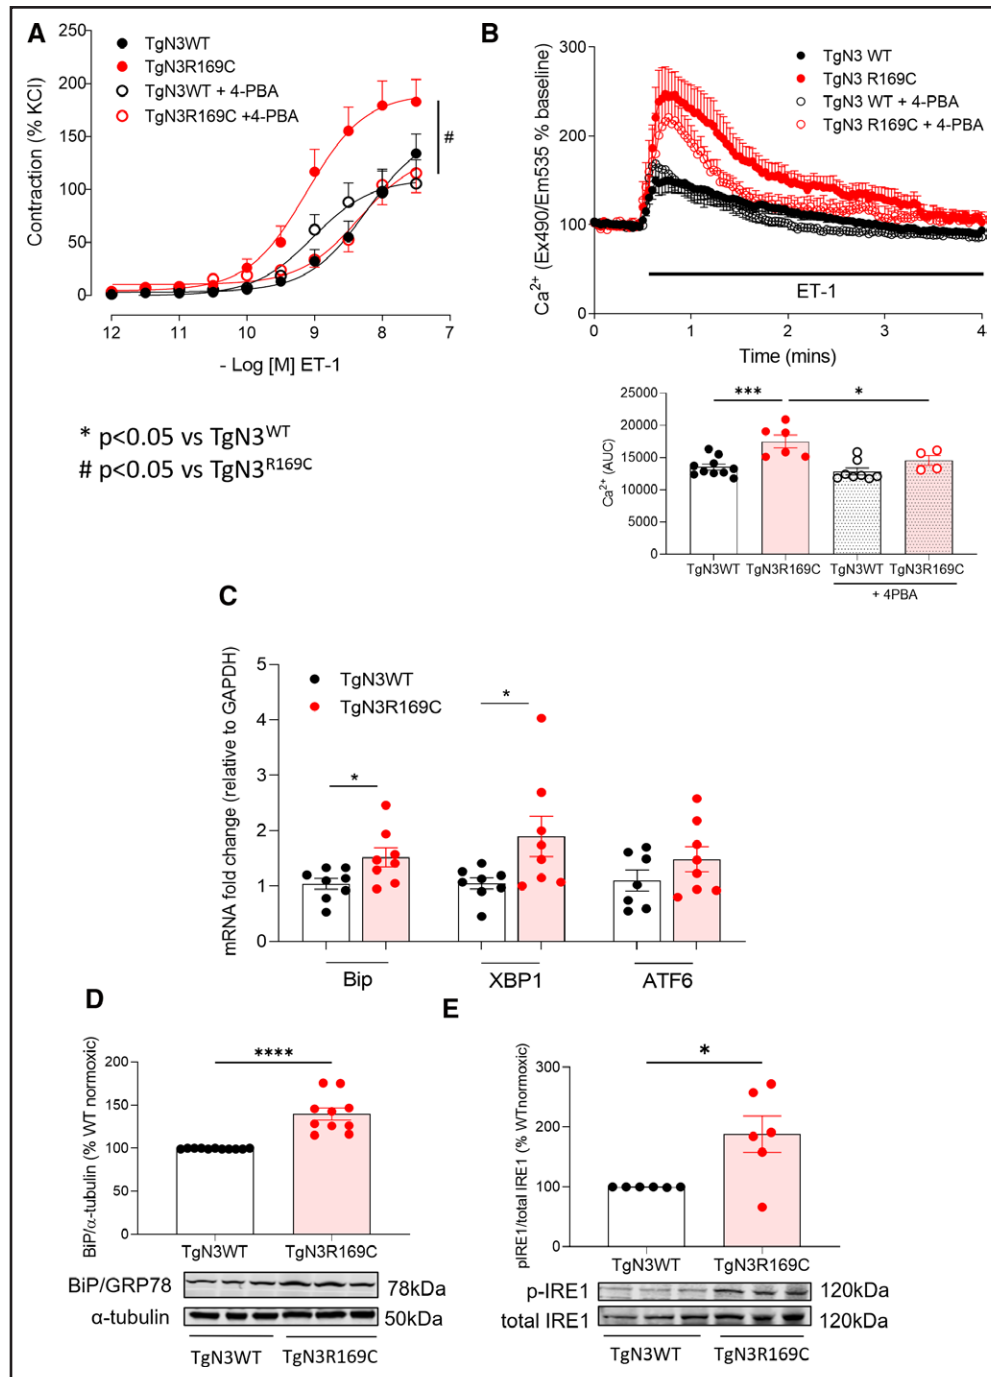 A
TgN3WT
TgN3R169C
TgN3WT + 4-PBA
TgN3R169C +4-PBA
Contraction (% KCl)
250
200
150
100
50
0
#
12 11 10 9 8 7
- Log [M] ET-1
* p<0.05 vs TgN3WT
# p<0.05 vs TgN3R169C
B
TgN3 WT
TgN3 R169C
TgN3 WT + 4-PBA
TgN3 R169C + 4-PBA
Ca2+ (Ex490/Em535 % baseline)
300
200
100
0
ET-1
0 1 2 3 4
Time (mins)
Ca2+ (AUC)
25000
20000
15000
10000
5000
0
*** *
TgN3WT TgN3R169C TgN3WT TgN3R169C
+ 4PBA
C
mRNA fold change (relative to GAPDH)
5
4
3
2
1
0
TgN3WT
TgN3R169C
* *
Bip XBP1 ATF6
D
BiP/α-tubulin (% WT normoxic)
200
150
100
50
0
****
TgN3WT TgN3R169C
BiP/GRP78 78kDa
α-tubulin 50kDa
TgN3WT TgN3R169C
E
pIRE1/total IRE1 (% WTnormoxic)
300
200
100
0
*
TgN3WT TgN3R169C
p-IRE1 120kDa
total IRE1 120kDa
TgN3WT TgN3R169C